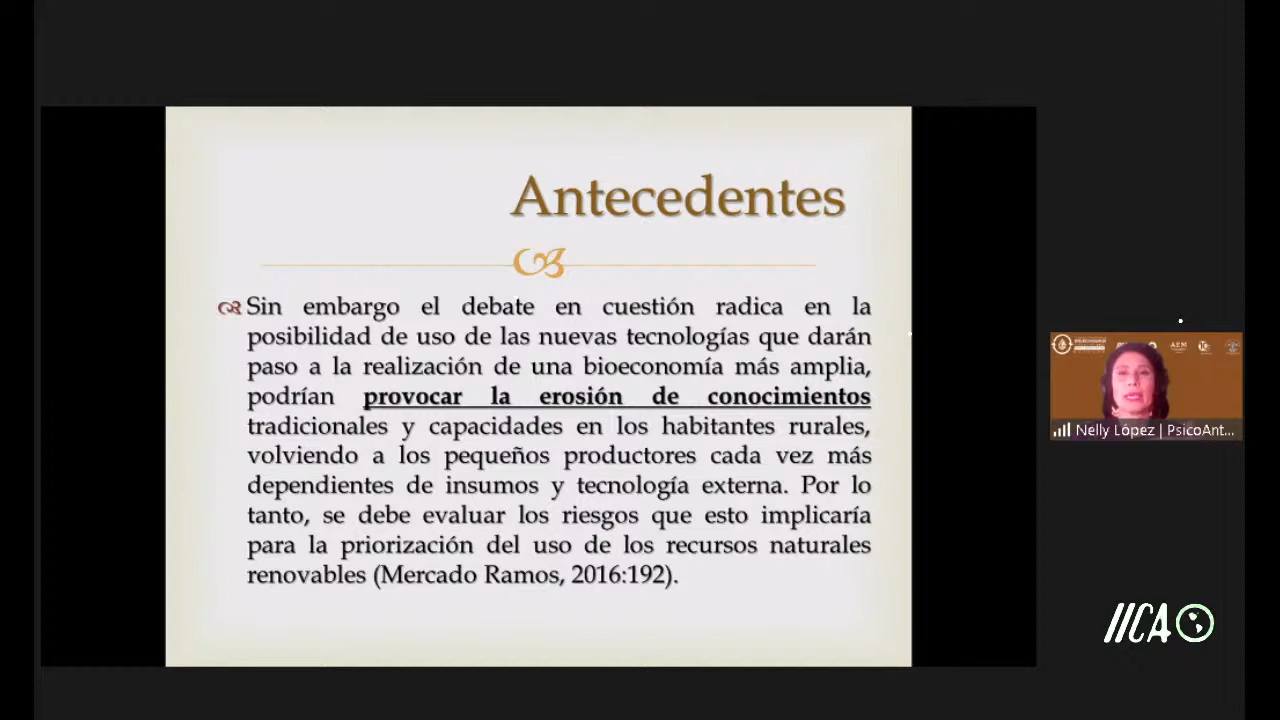 Antecedentes
Sin embargo el debate en cuestión radica en la
posibilidad de uso de las nuevas tecnologías que darán
paso a la realización de una bioeconomía más amplia,
podrían provocar la erosión de conocimientos
tradicionales y capacidades en los habitantes rurales,
volviendo a los pequeños productores cada vez más
dependientes de insumos y tecnología externa. Por lo
tanto, se debe evaluar los riesgos que esto implicaría
para la priorización del uso de los recursos naturales
renovables (Mercado Ramos, 2016:192).
AEM
Nelly López | PsicoAnt...
IICA